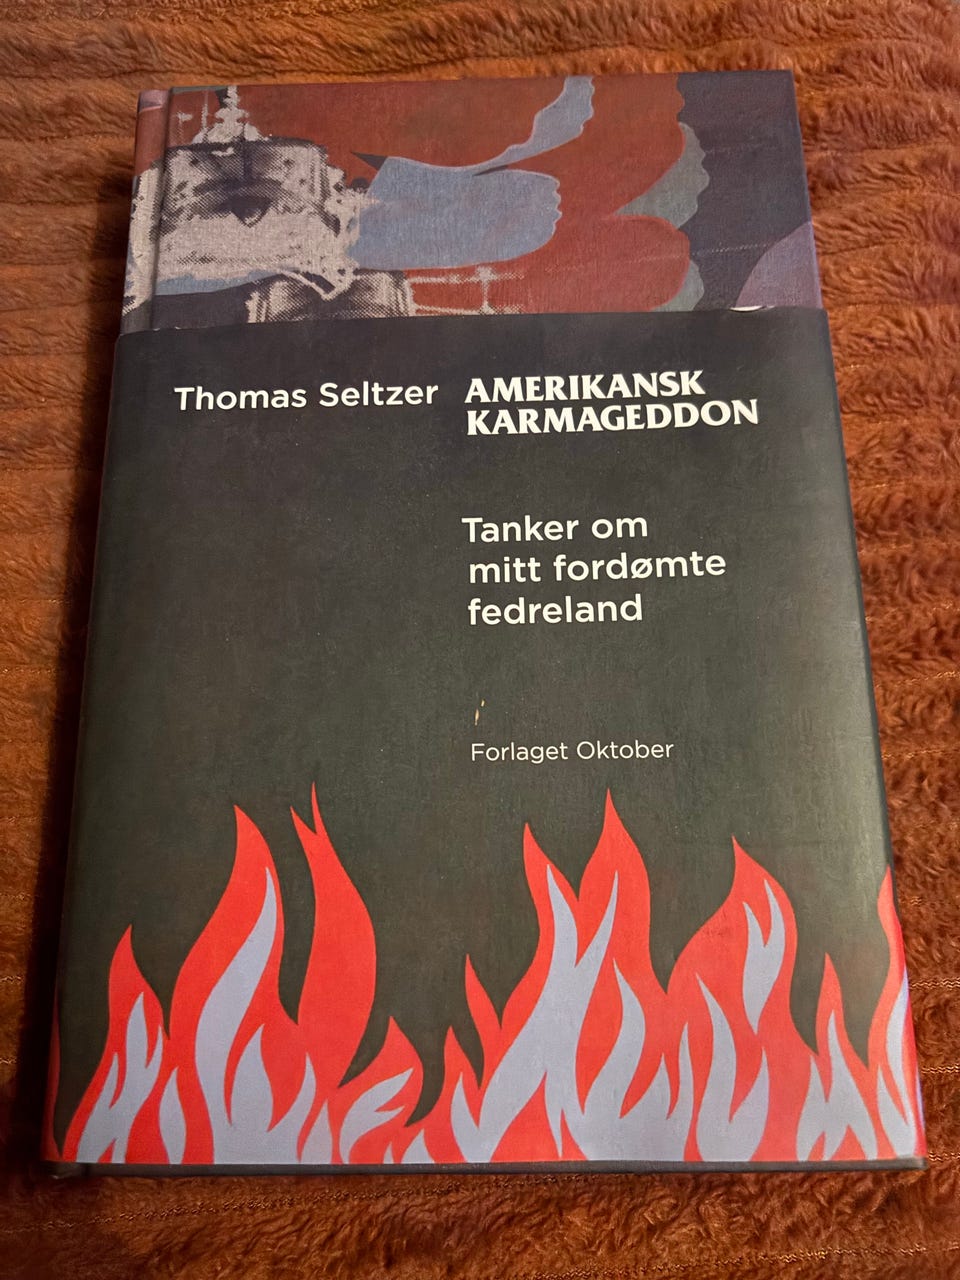 Thomas Seltzer
AMERIKANSK
KARMAGEDDON
Tanker om
mitt fordømte
fedreland
Forlaget Oktober